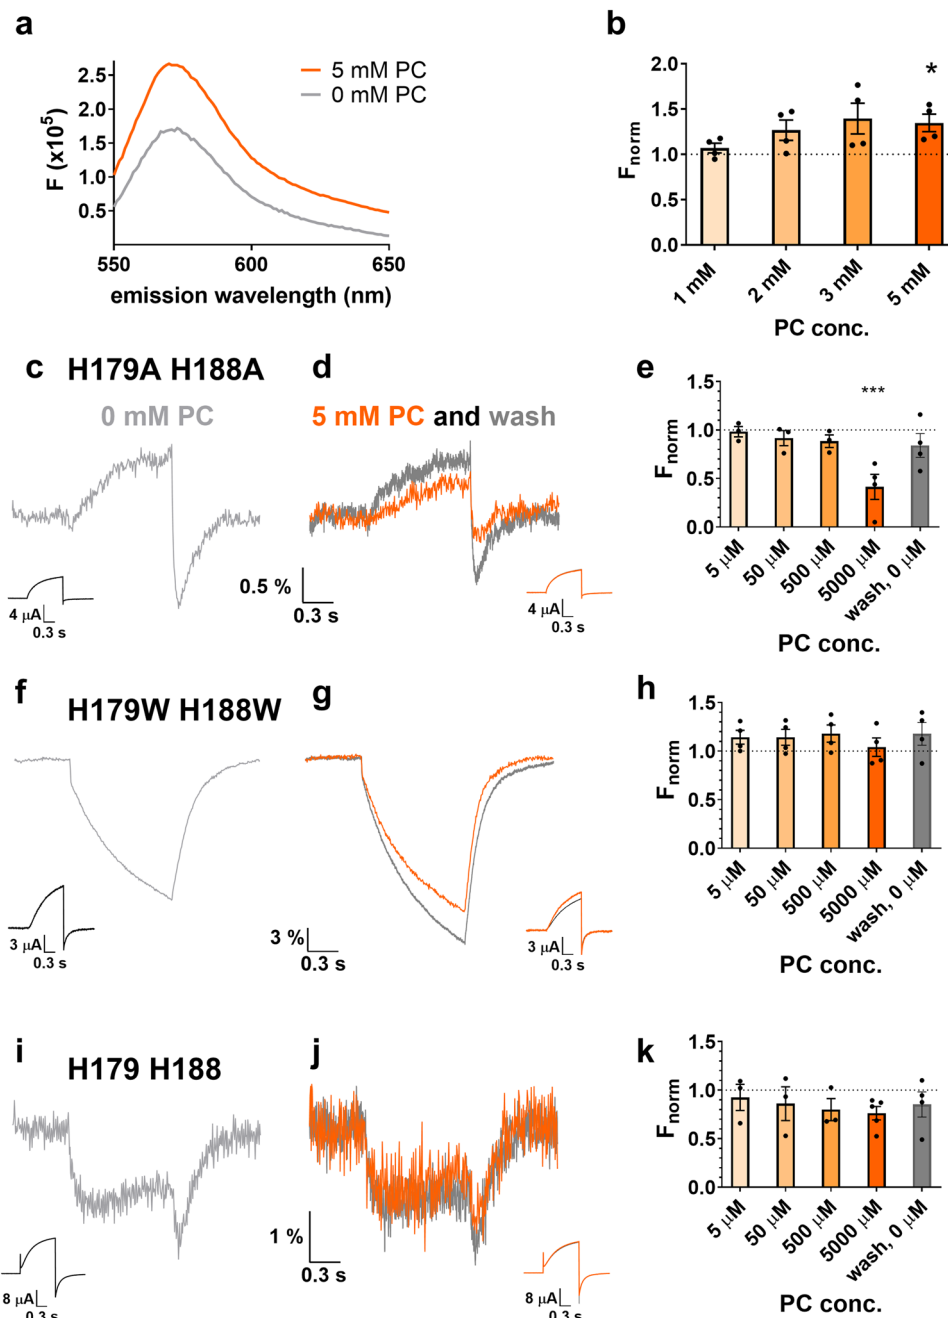 a
5 mM PC
0 mM PC
F (x10⁵)
2.5
2.0
1.5
1.0
0.5
550
600
650
emission wavelength (nm)
b
Fnorm
2.0
1.5
1.0
0.5
0.0
*
1 mM
2 mM
3 mM
5 mM
PC conc.
c
H179A H188A
0 mM PC
4 µA
0.3 s
d
5 mM PC and wash
0.5 %
0.3 s
4 µA
0.3 s
e
Fnorm
1.5
1.0
0.5
0.0
***
5 µM
50 µM
500 µM
5000 µM
wash, 0 µM
PC conc.
f
H179W H188W
3 µA
0.3 s
g
3 %
0.3 s
3 µA
0.3 s
h
Fnorm
1.5
1.0
0.5
0.0
5 µM
50 µM
500 µM
5000 µM
wash, 0 µM
PC conc.
i
H179 H188
8 µA
0.3 s
j
1 %
0.3 s
8 µA
0.3 s
k
Fnorm
1.5
1.0
0.5
0.0
5 µM
50 µM
500 µM
5000 µM
wash, 0 µM
PC conc.